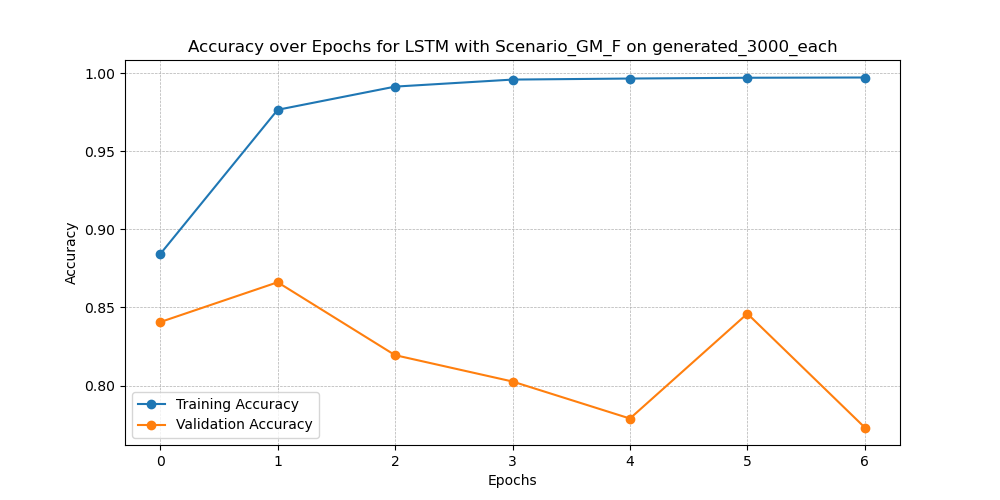 Accuracy over Epochs for LSTM with Scenario_GM_F on generated_3000_each
Accuracy
1.00
0.95
0.90
0.85
0.80
Training Accuracy
Validation Accuracy
0 1 2 3 4 5 6
Epochs